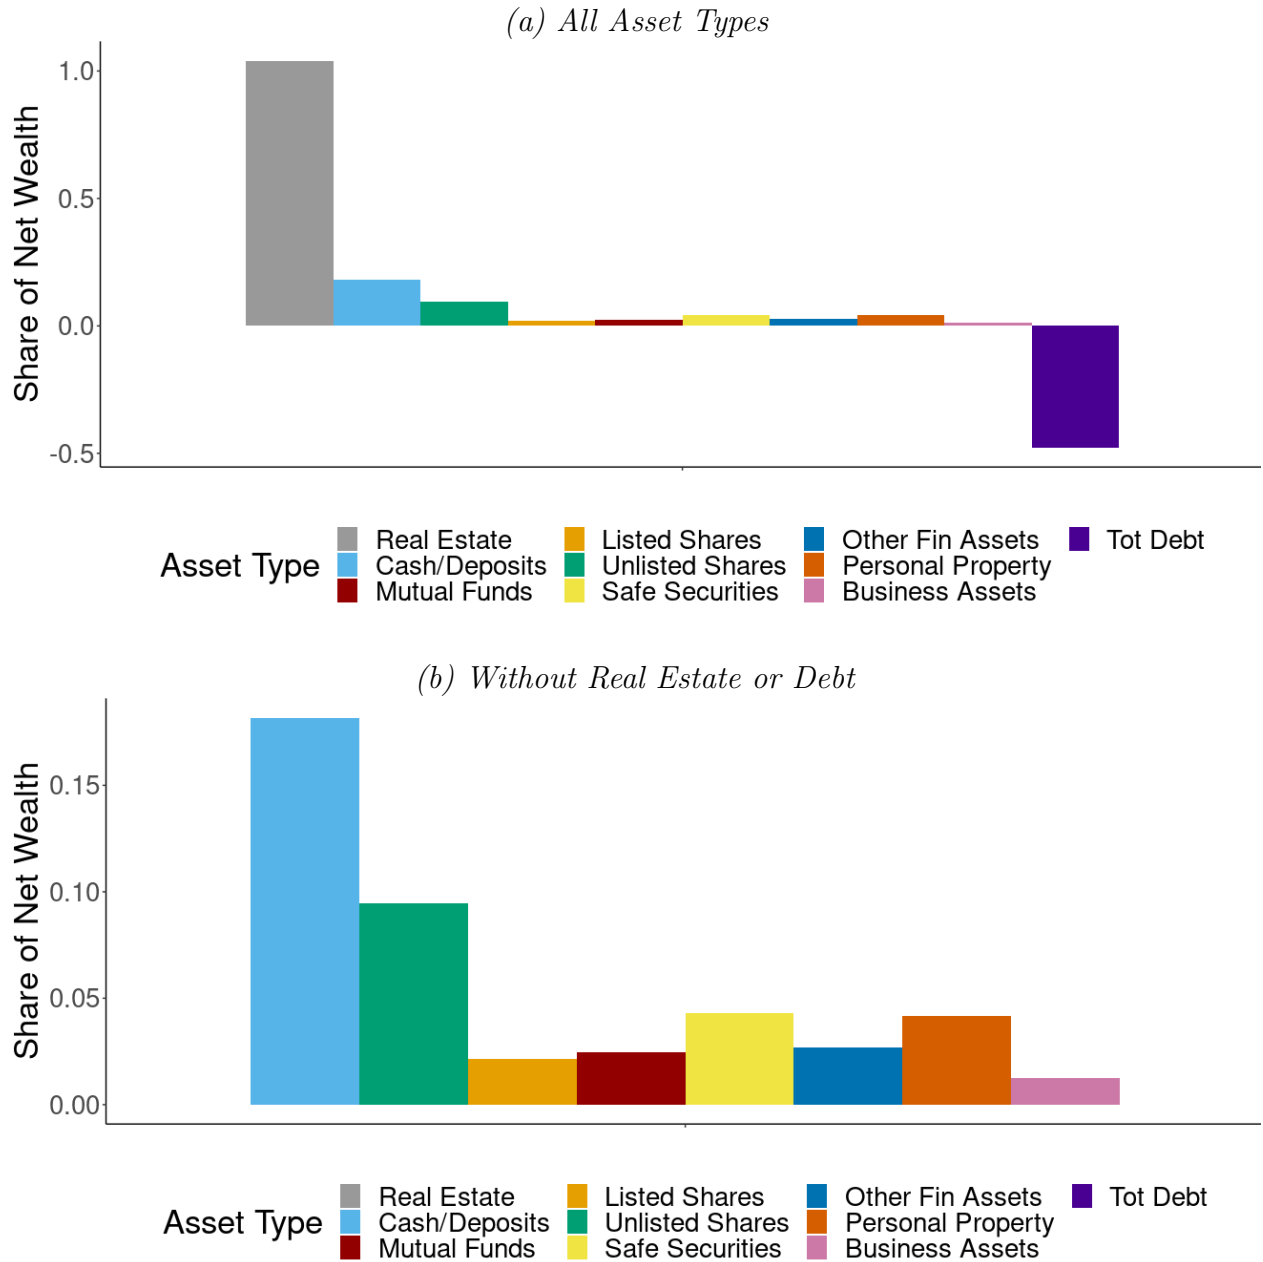 (a) All Asset Types
Share of Net Wealth
1.0
0.5
0.0
-0.5
Asset Type
Real Estate
Listed Shares
Other Fin Assets
Tot Debt
Cash/Deposits
Unlisted Shares
Personal Property
Mutual Funds
Safe Securities
Business Assets
(b) Without Real Estate or Debt
Share of Net Wealth
0.15
0.10
0.05
0.00
Asset Type
Real Estate
Listed Shares
Other Fin Assets
Tot Debt
Cash/Deposits
Unlisted Shares
Personal Property
Mutual Funds
Safe Securities
Business Assets